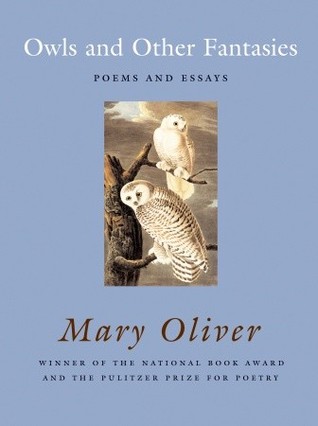 Owls and Other Fantasies
POEMS AND ESSAYS
Mary Oliver
WINNER OF THE NATIONAL BOOK AWARD
AND THE PULITZER PRIZE FOR POETRY